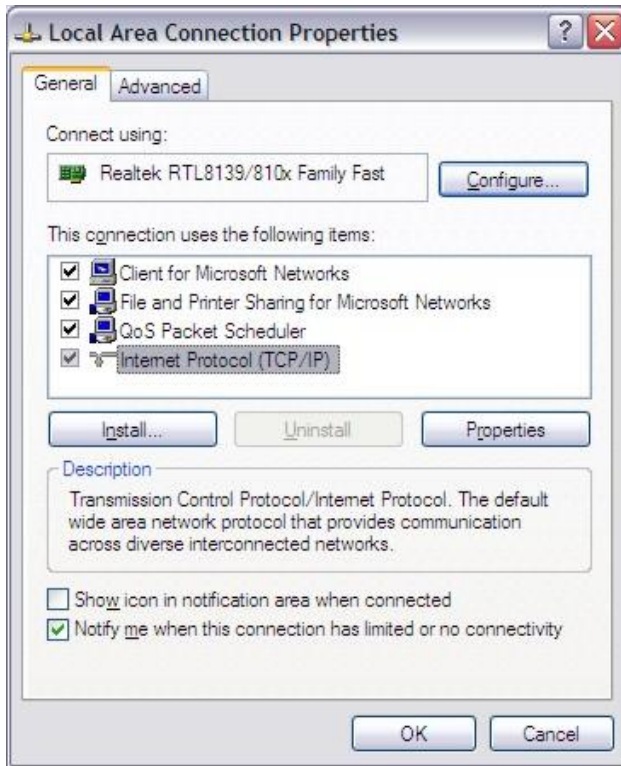 Local Area Connection Properties
General
Advanced
Connect using:
Realtek RTL8139/810x Family Fast
Configure...
This connection uses the following items:
Client for Microsoft Networks
File and Printer Sharing for Microsoft Networks
QoS Packet Scheduler
Internet Protocol (TCP/IP)
Install...
Uninstall
Properties
Description
Transmission Control Protocol/Internet Protocol. The default
wide area network protocol that provides communication
across diverse interconnected networks.
Show icon in notification area when connected
Notify me when this connection has limited or no connectivity
OK
Cancel